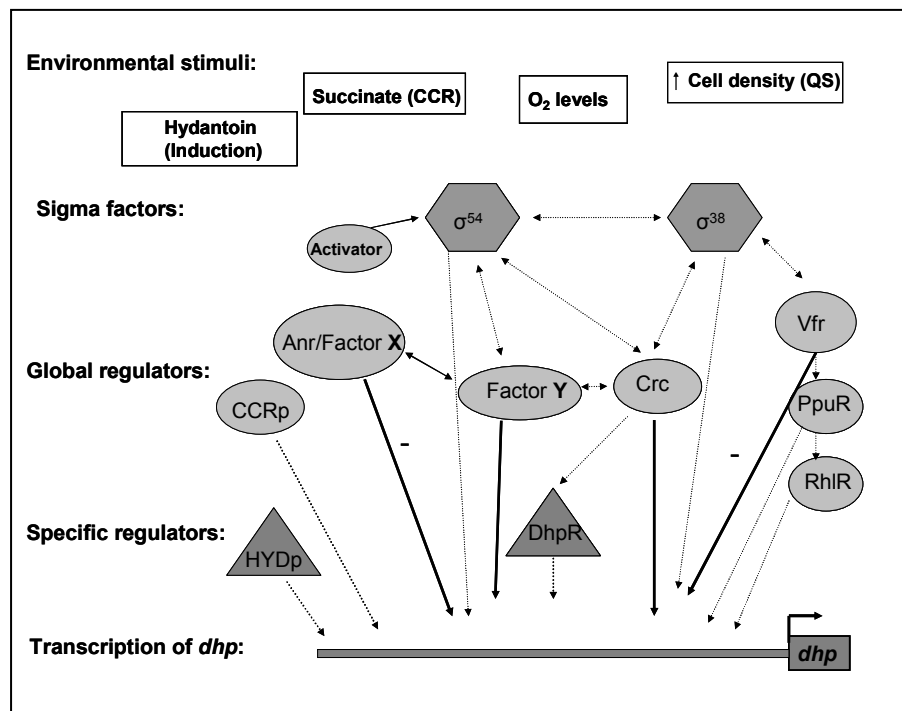 Environmental stimuli:
Succinate (CCR)
O₂ levels
↑ Cell density (QS)
Hydantoin
(Induction)
Sigma factors:
σ⁵⁴
σ³⁸
Activator
Anr/Factor X
Vfr
Global regulators:
Factor Y
Crc
CCRp
PpuR
-
-
RhlR
Specific regulators:
HYDp
DhpR
Transcription of dhp:
dhp